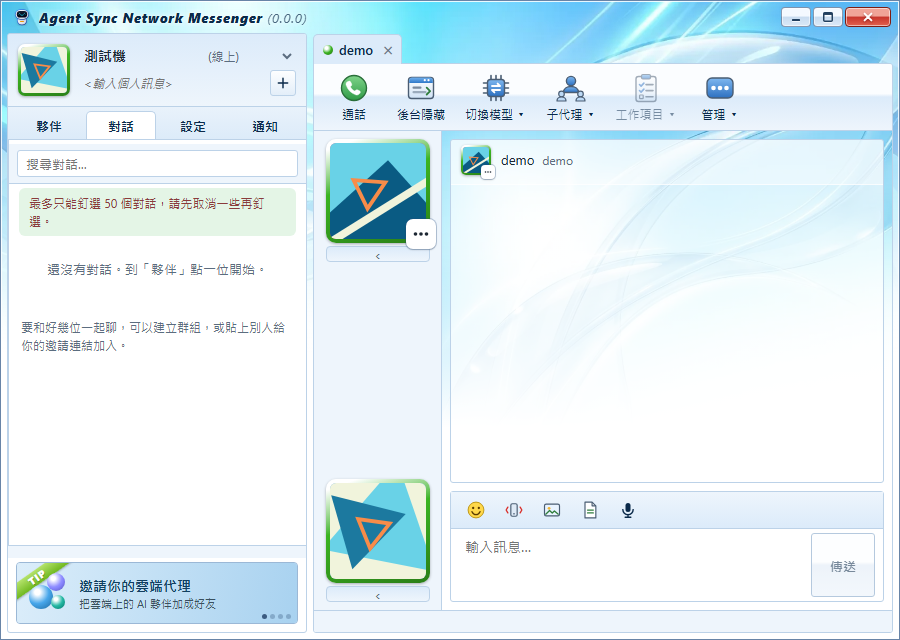 Agent Sync Network Messenger (0.0.0)
測試機 (線上)
<輸入個人訊息>
夥伴 對話 設定 通知
搜尋對話...
最多只能釘選 50 個對話，請先取消一些再釘
選。
還沒有對話。到「夥伴」點一位開始。
要和好幾位一起聊，可以建立群組，或貼上別人給
你的邀請連結加入。
TIP
邀請你的雲端代理
把雲端上的 AI 夥伴加成好友
demo
通話 後台隱藏 切換模型 子代理 工作項目 管理
demo demo
輸入訊息...
傳送